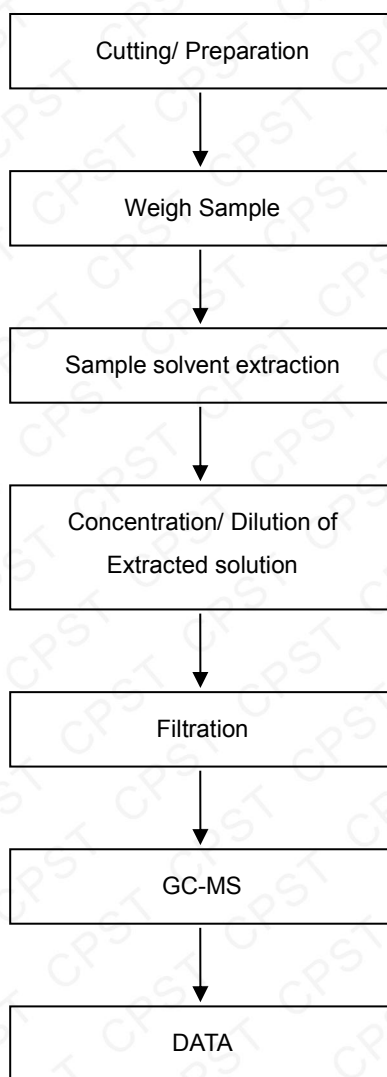 Cutting/ Preparation
Weigh Sample
Sample solvent extraction
Concentration/ Dilution of
Extracted solution
Filtration
GC-MS
DATA